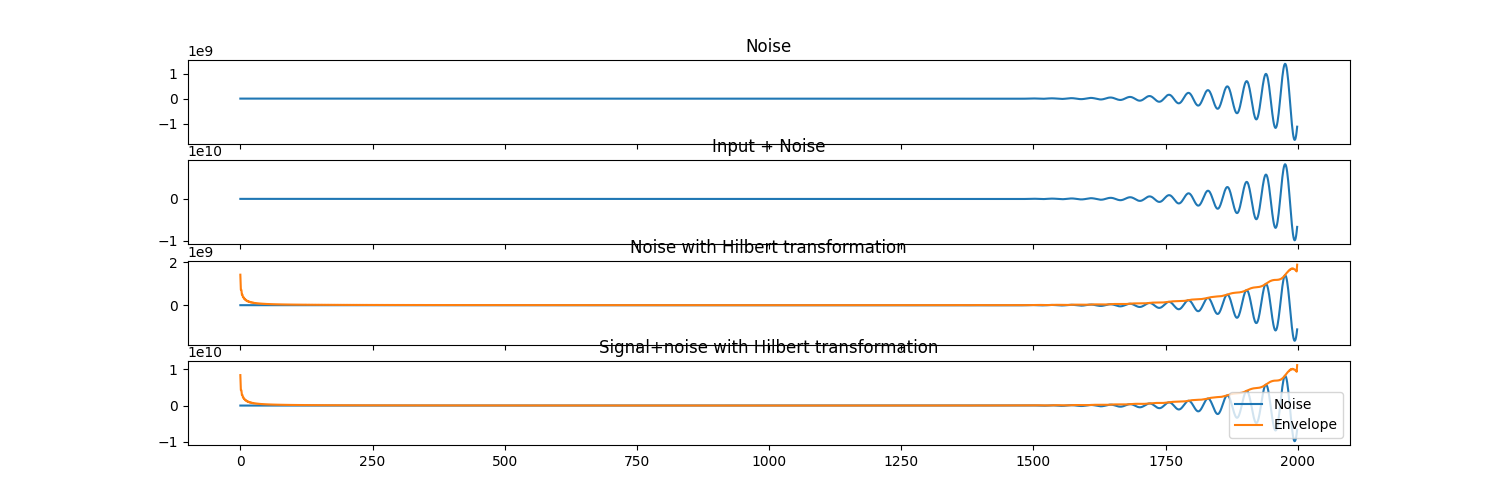 Noise
1e9
1
0
−1
Input + Noise
1e10
0
−1
Noise with Hilbert transformation
1e9
2
0
Signal+noise with Hilbert transformation
1e10
1
0
−1
Noise
Envelope
0 250 500 750 1000 1250 1500 1750 2000